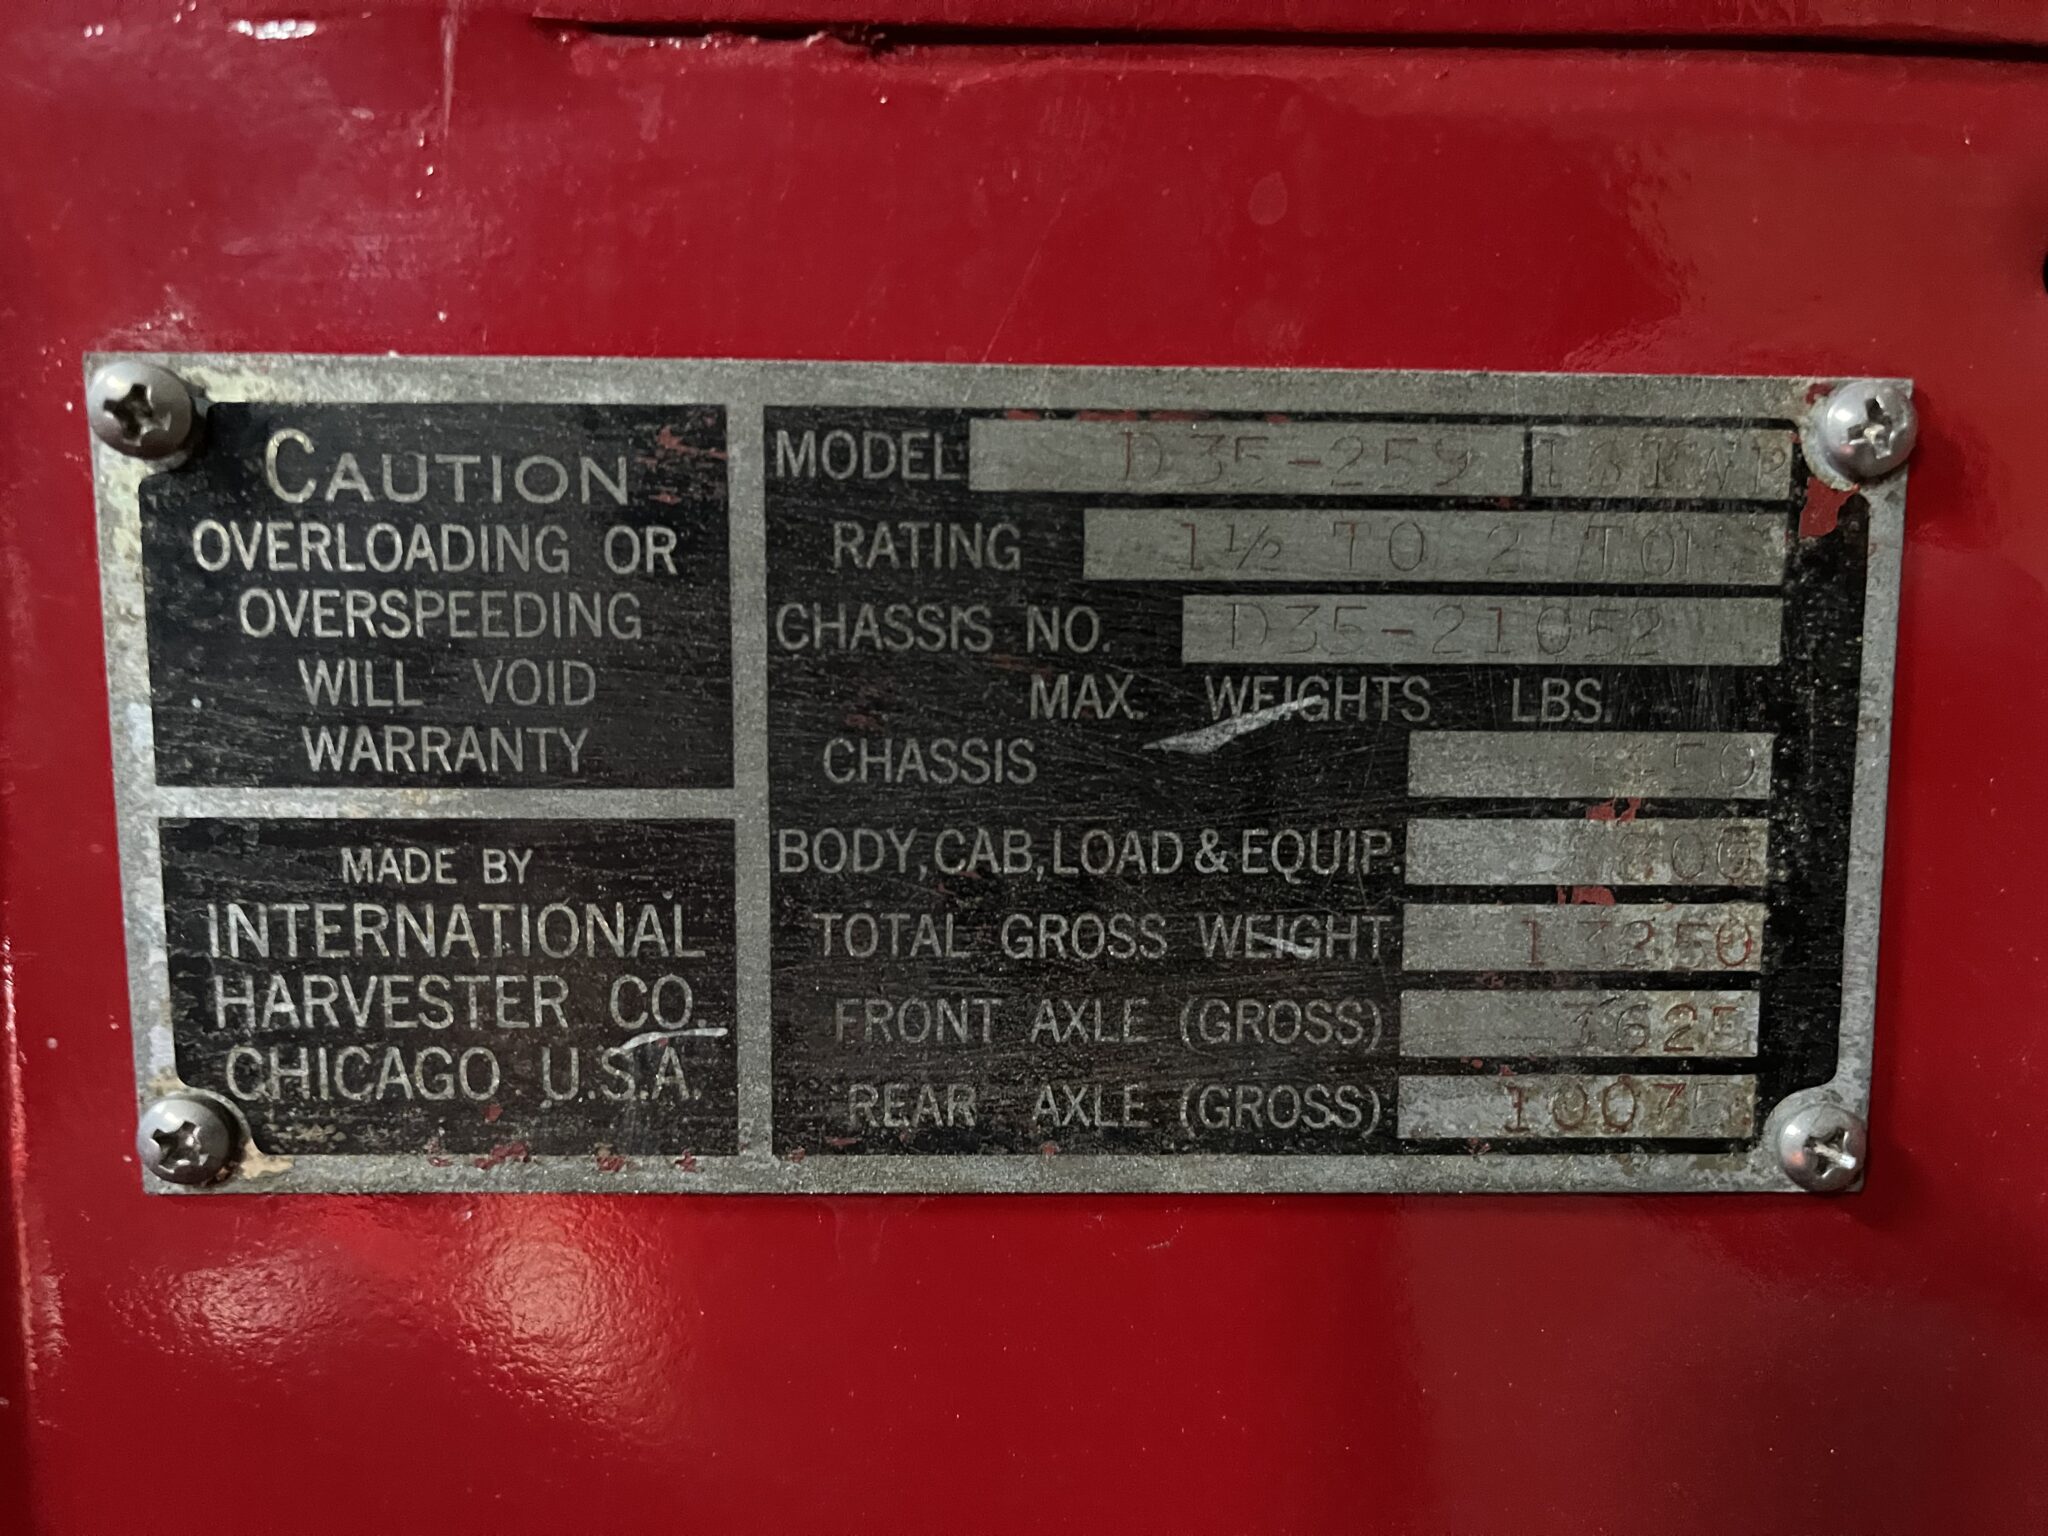 CAUTION
OVERLOADING OR
OVERSPEEDING
WILL VOID
WARRANTY
MADE BY
INTERNATIONAL
HARVESTER CO.
CHICAGO U.S.A.
MODEL D35-259
RATING 1½ TO 2 TON
CHASSIS NO. D35-21052
MAX. WEIGHTS LBS.
CHASSIS
BODY, CAB, LOAD & EQUIP.
TOTAL GROSS WEIGHT 13250
FRONT AXLE (GROSS) 3625
REAR AXLE (GROSS) 10075